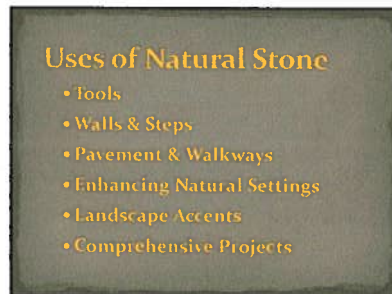 Uses of Natural Stone
• Tools
• Walls & Steps
• Pavement & Walkways
• Enhancing Natural Settings
• Landscape Accents
• Comprehensive Projects